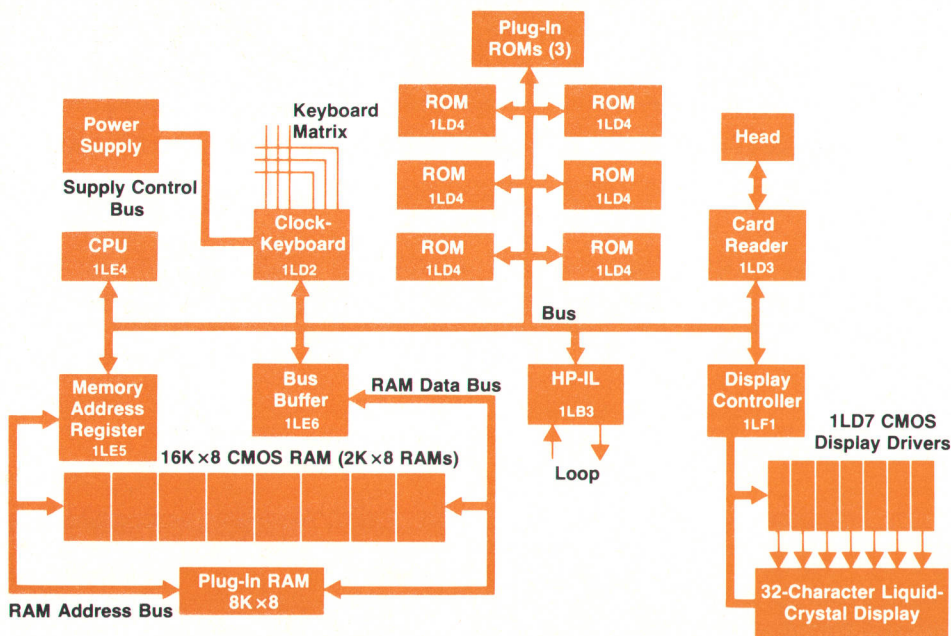 Plug-In
ROMs (3)
ROM
1LD4
ROM
1LD4
Power
Supply
Keyboard
Matrix
Head
ROM
1LD4
ROM
1LD4
Supply Control
Bus
Clock-
Keyboard
1LD2
Card
Reader
1LD3
CPU
1LE4
ROM
1LD4
ROM
1LD4
Bus
Memory
Address
Register
1LE5
Bus
Buffer
1LE6
RAM Data Bus
HP-IL
1LB3
Display
Controller
1LF1
1LD7 CMOS
Display Drivers
16K×8 CMOS RAM (2K×8 RAMs)
Loop
Plug-In RAM
8K×8
RAM Address Bus
32-Character Liquid-
Crystal Display